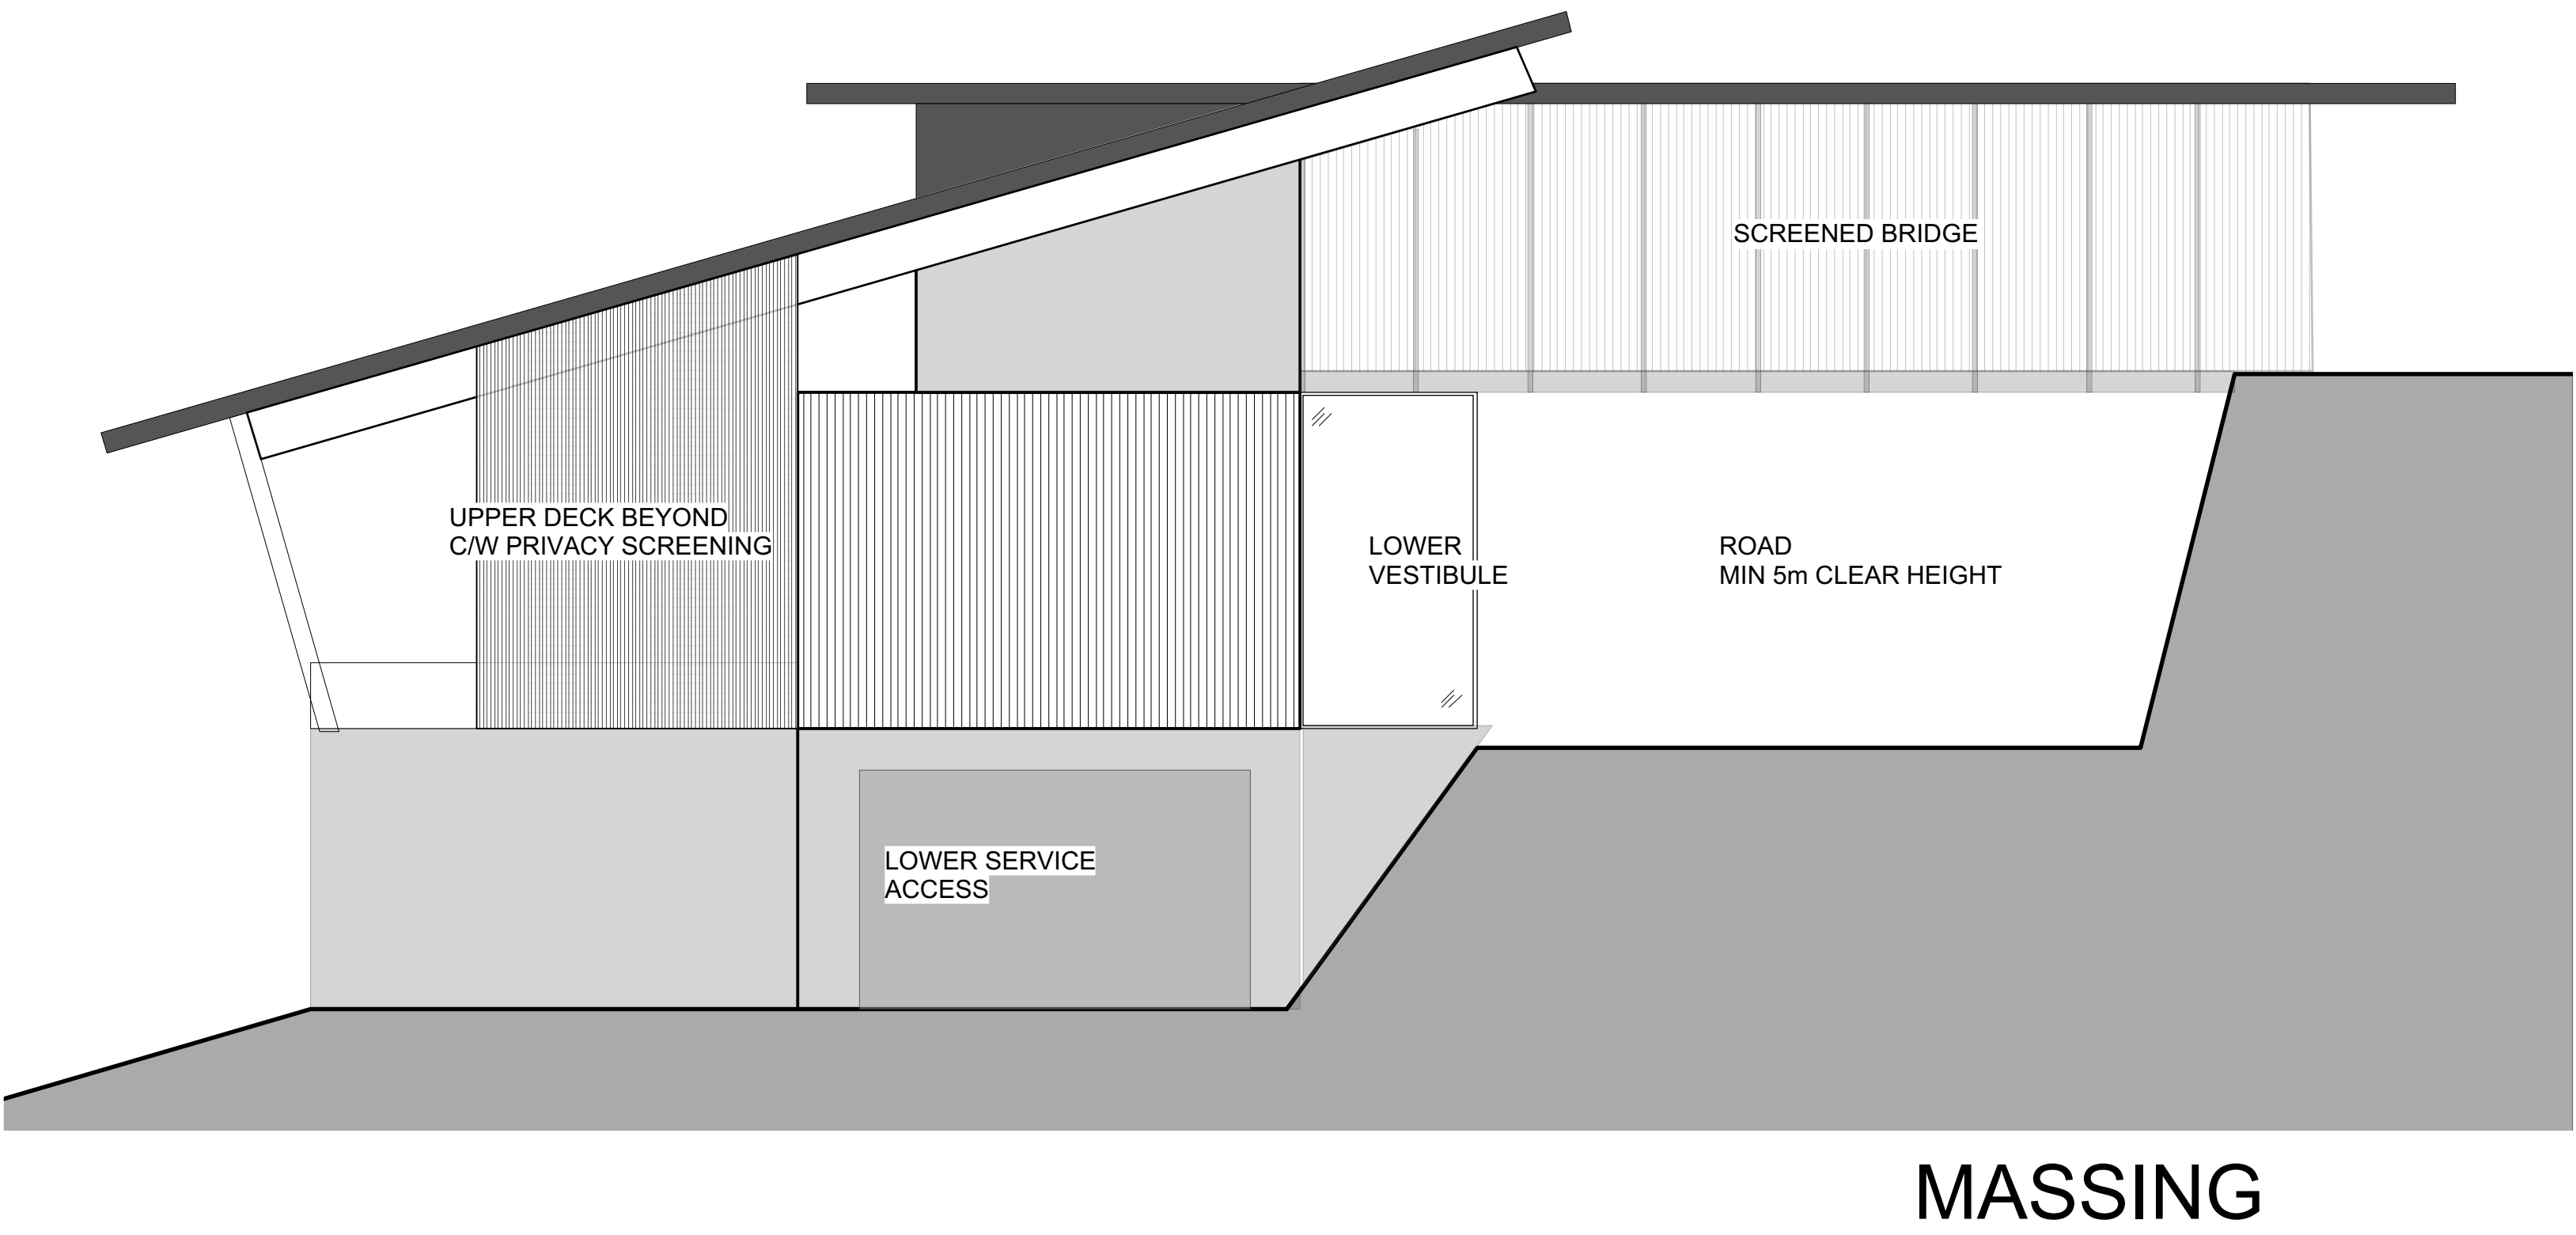 SCREENED BRIDGE
UPPER DECK BEYOND
C/W PRIVACY SCREENING
LOWER
VESTIBULE
ROAD
MIN 5m CLEAR HEIGHT
LOWER SERVICE
ACCESS
MASSING